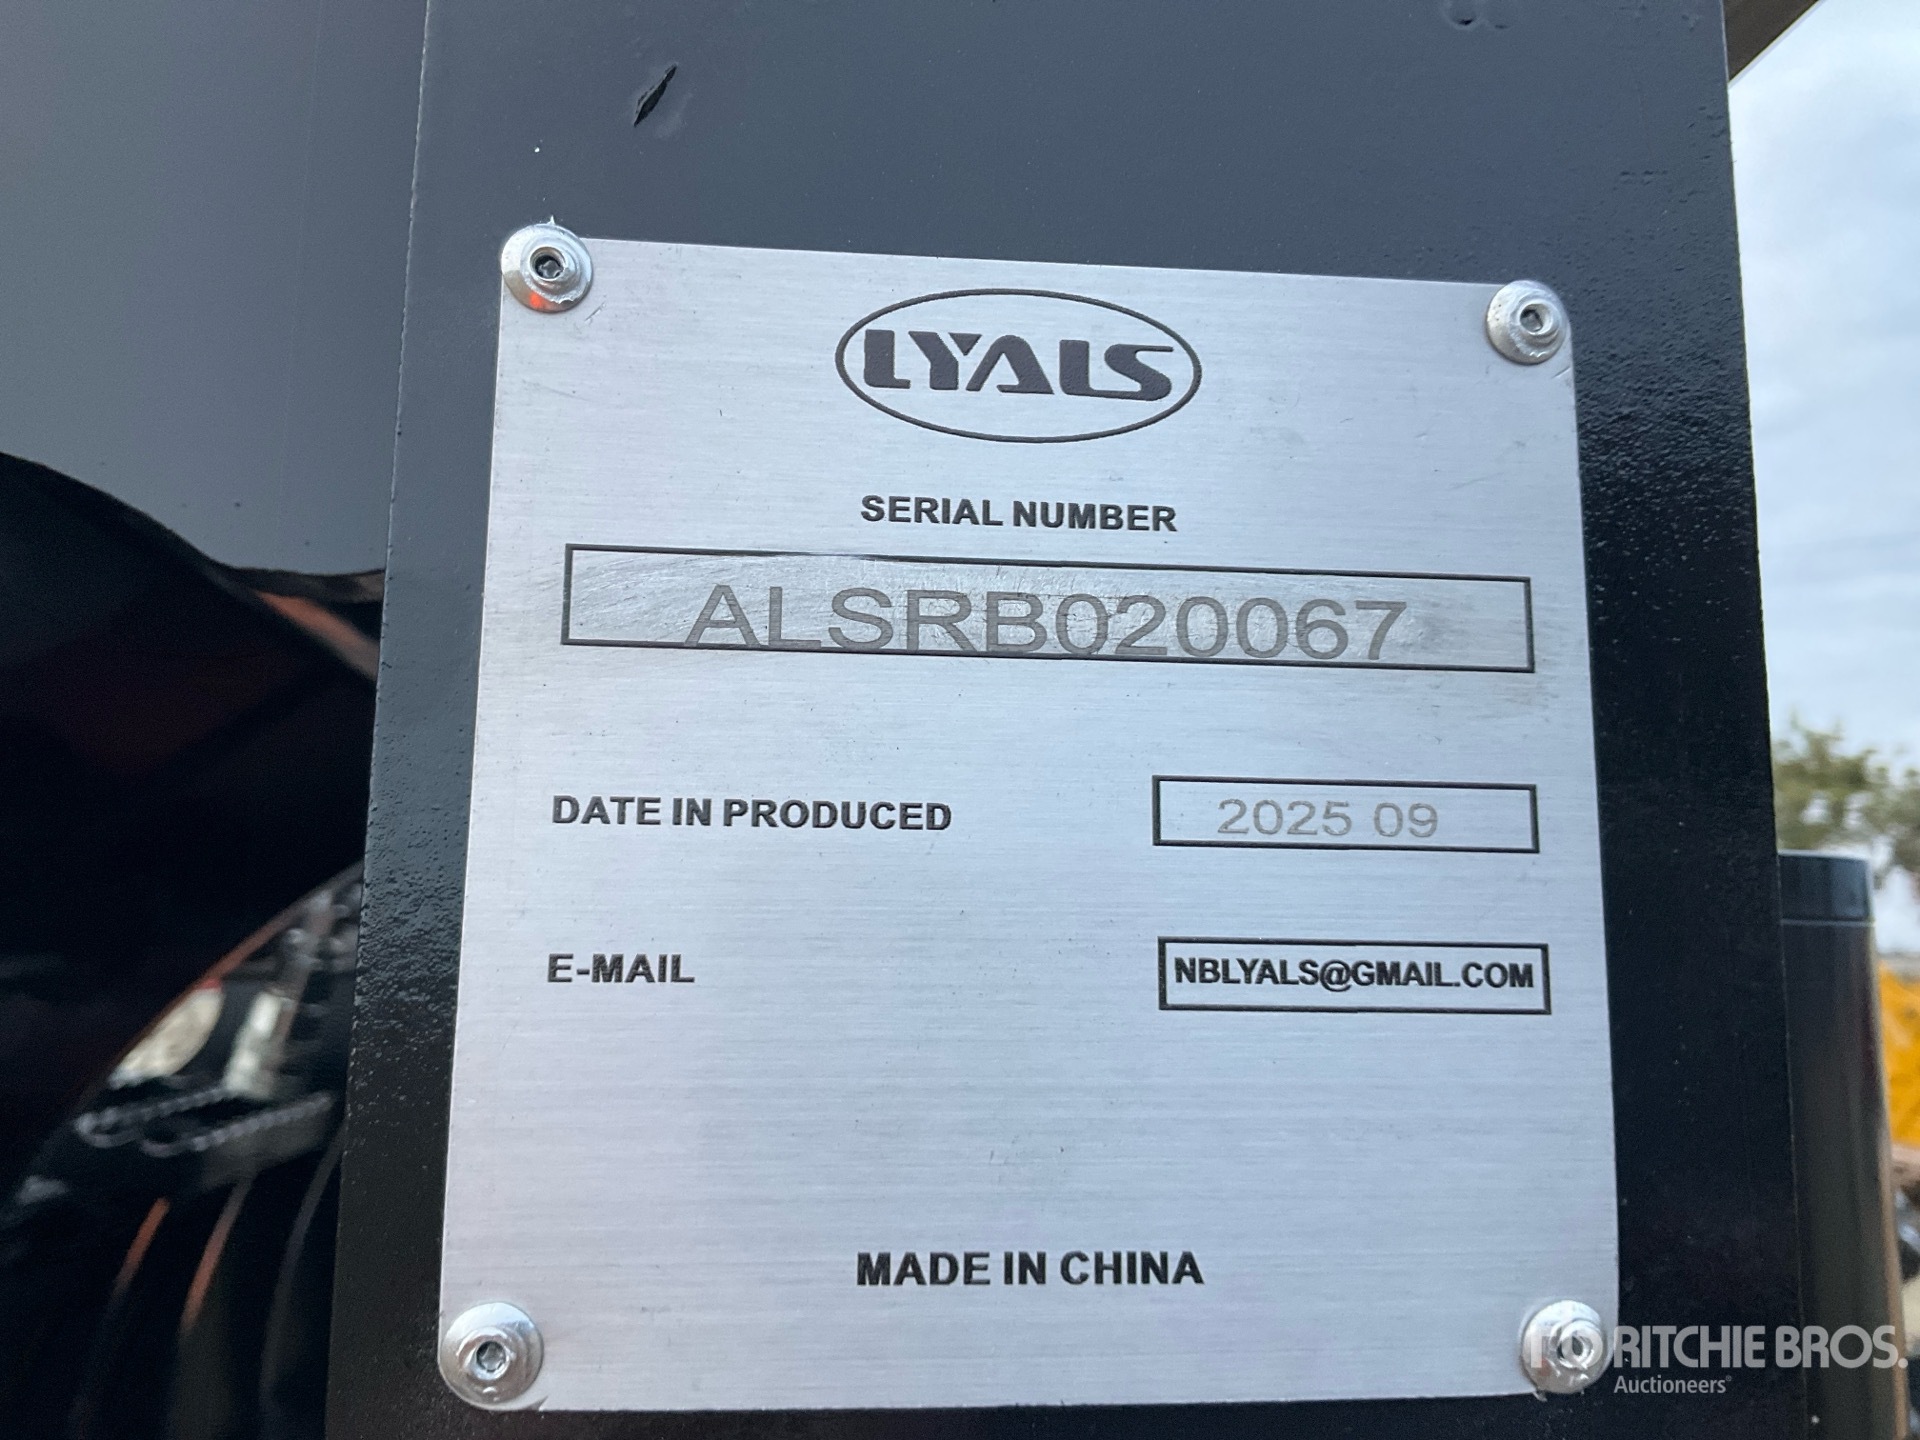 LYALS
SERIAL NUMBER
ALSRB020067
DATE IN PRODUCED 2025 09
E-MAIL NBLYALS@GMAIL.COM
MADE IN CHINA
rb RITCHIE BROS.
Auctioneers®